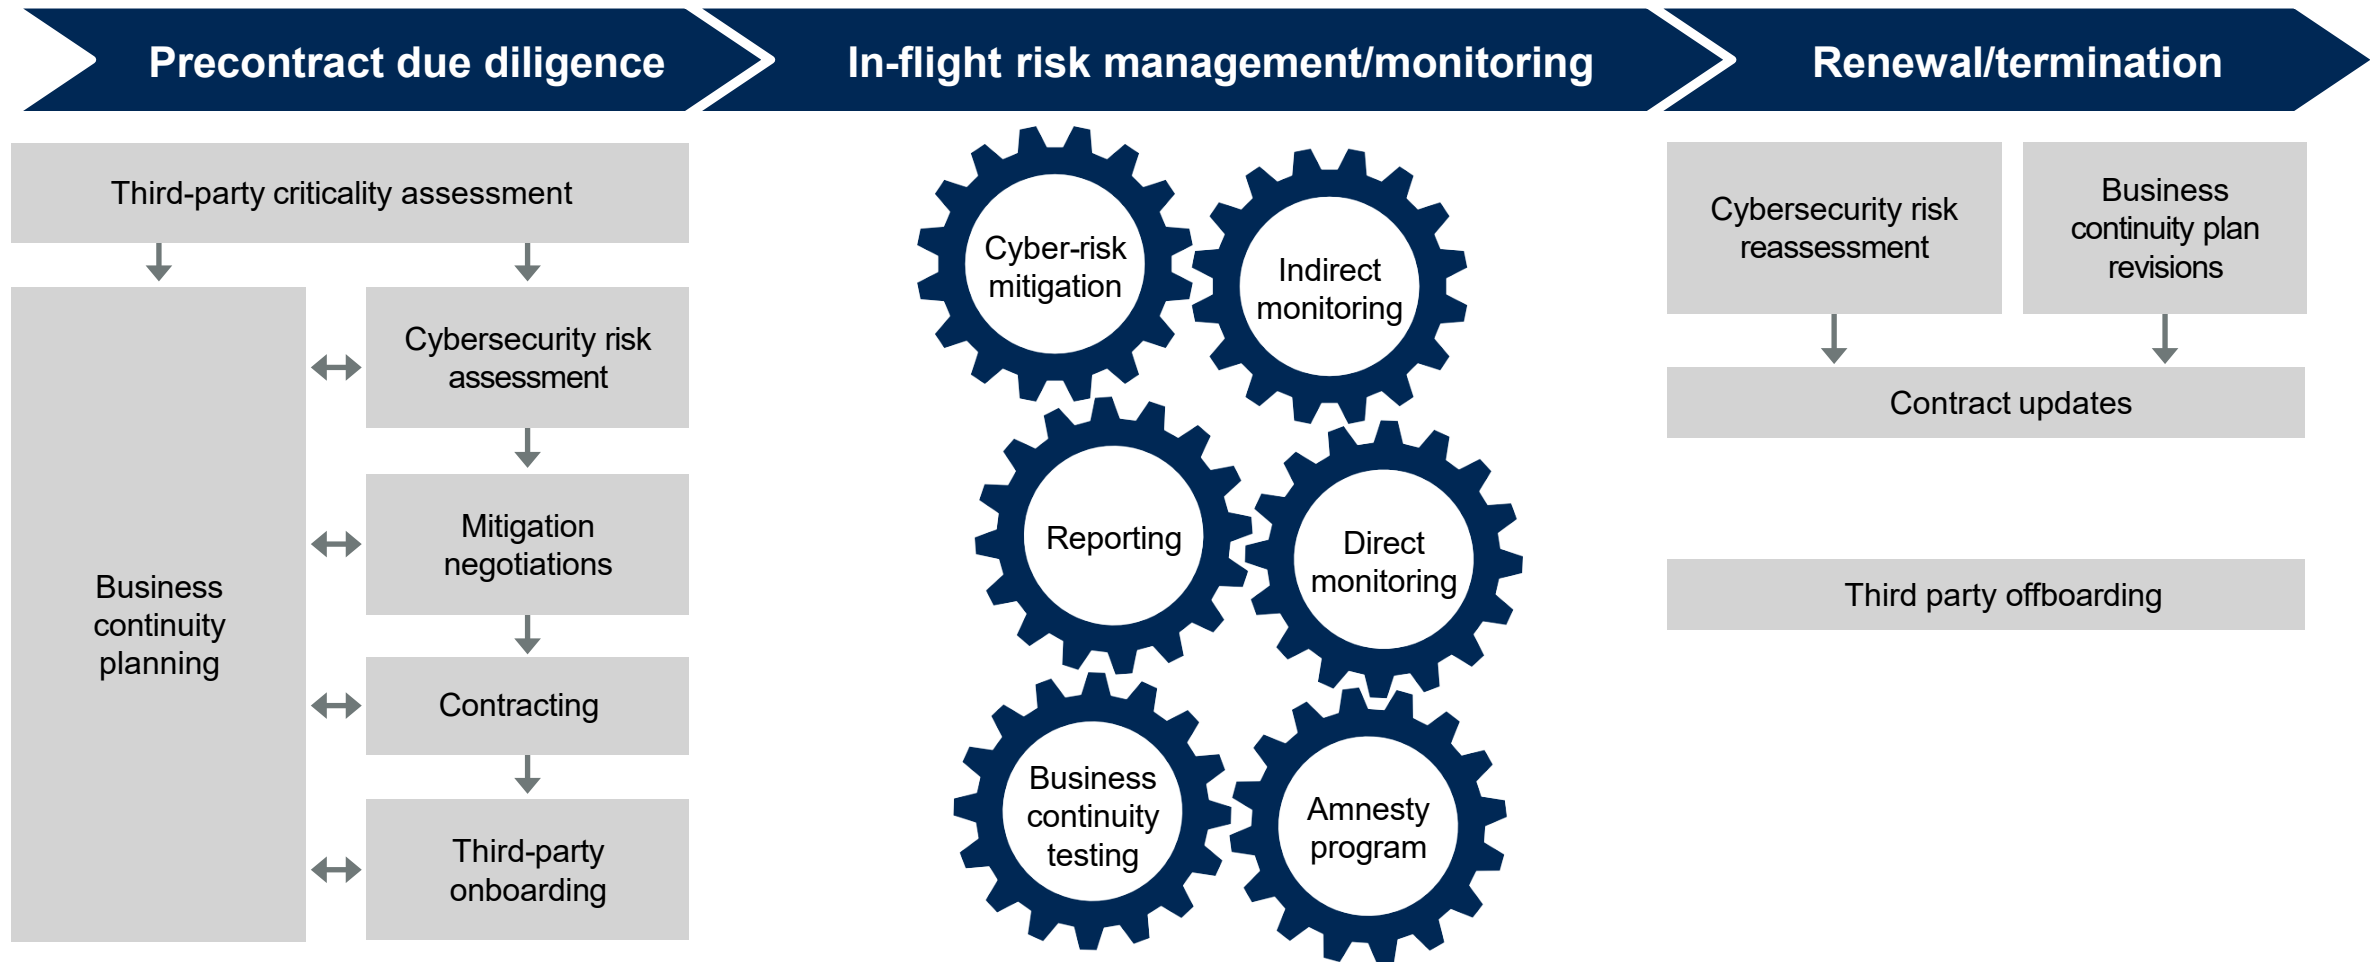 Precontract due diligence
In-flight risk management/monitoring
Renewal/termination
Third-party criticality assessment
Business
continuity
planning
Cybersecurity risk
assessment
Mitigation
negotiations
Contracting
Third-party
onboarding
Cyber-risk
mitigation
Indirect
monitoring
Reporting
Direct
monitoring
Business
continuity
testing
Amnesty
program
Cybersecurity risk
reassessment
Business
continuity plan
revisions
Contract updates
Third party offboarding